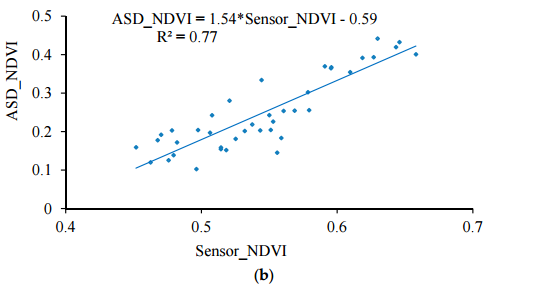 ASD_NDVI = 1.54*Sensor_NDVI - 0.59
R² = 0.77
ASD_NDVI
0.5
0.4
0.3
0.2
0.1
0
0.4 0.5 0.6 0.7
Sensor_NDVI
(b)